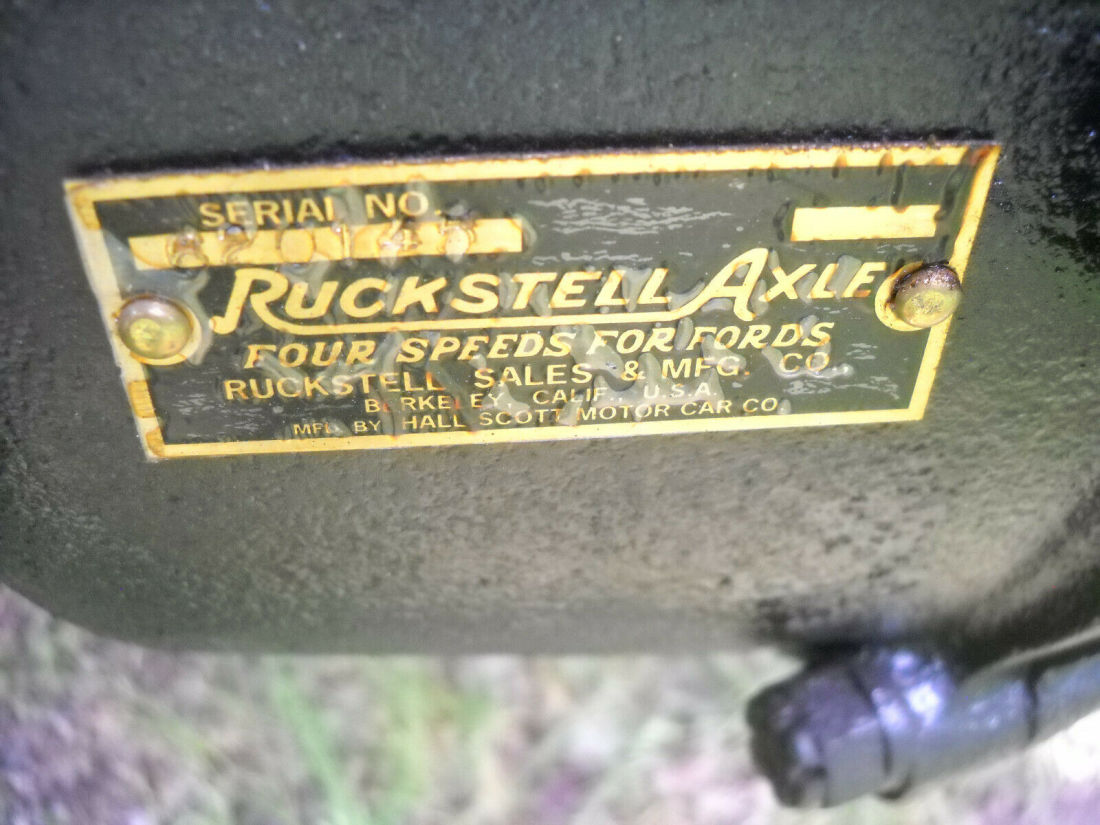 SERIAL NO.
RUCKSTELL AXLE
FOUR SPEEDS FOR FORDS
RUCKSTELL SALES & MFG. CO.
BERKELEY, CALIF., U.S.A.
MFD. BY HALL SCOTT MOTOR CAR CO.